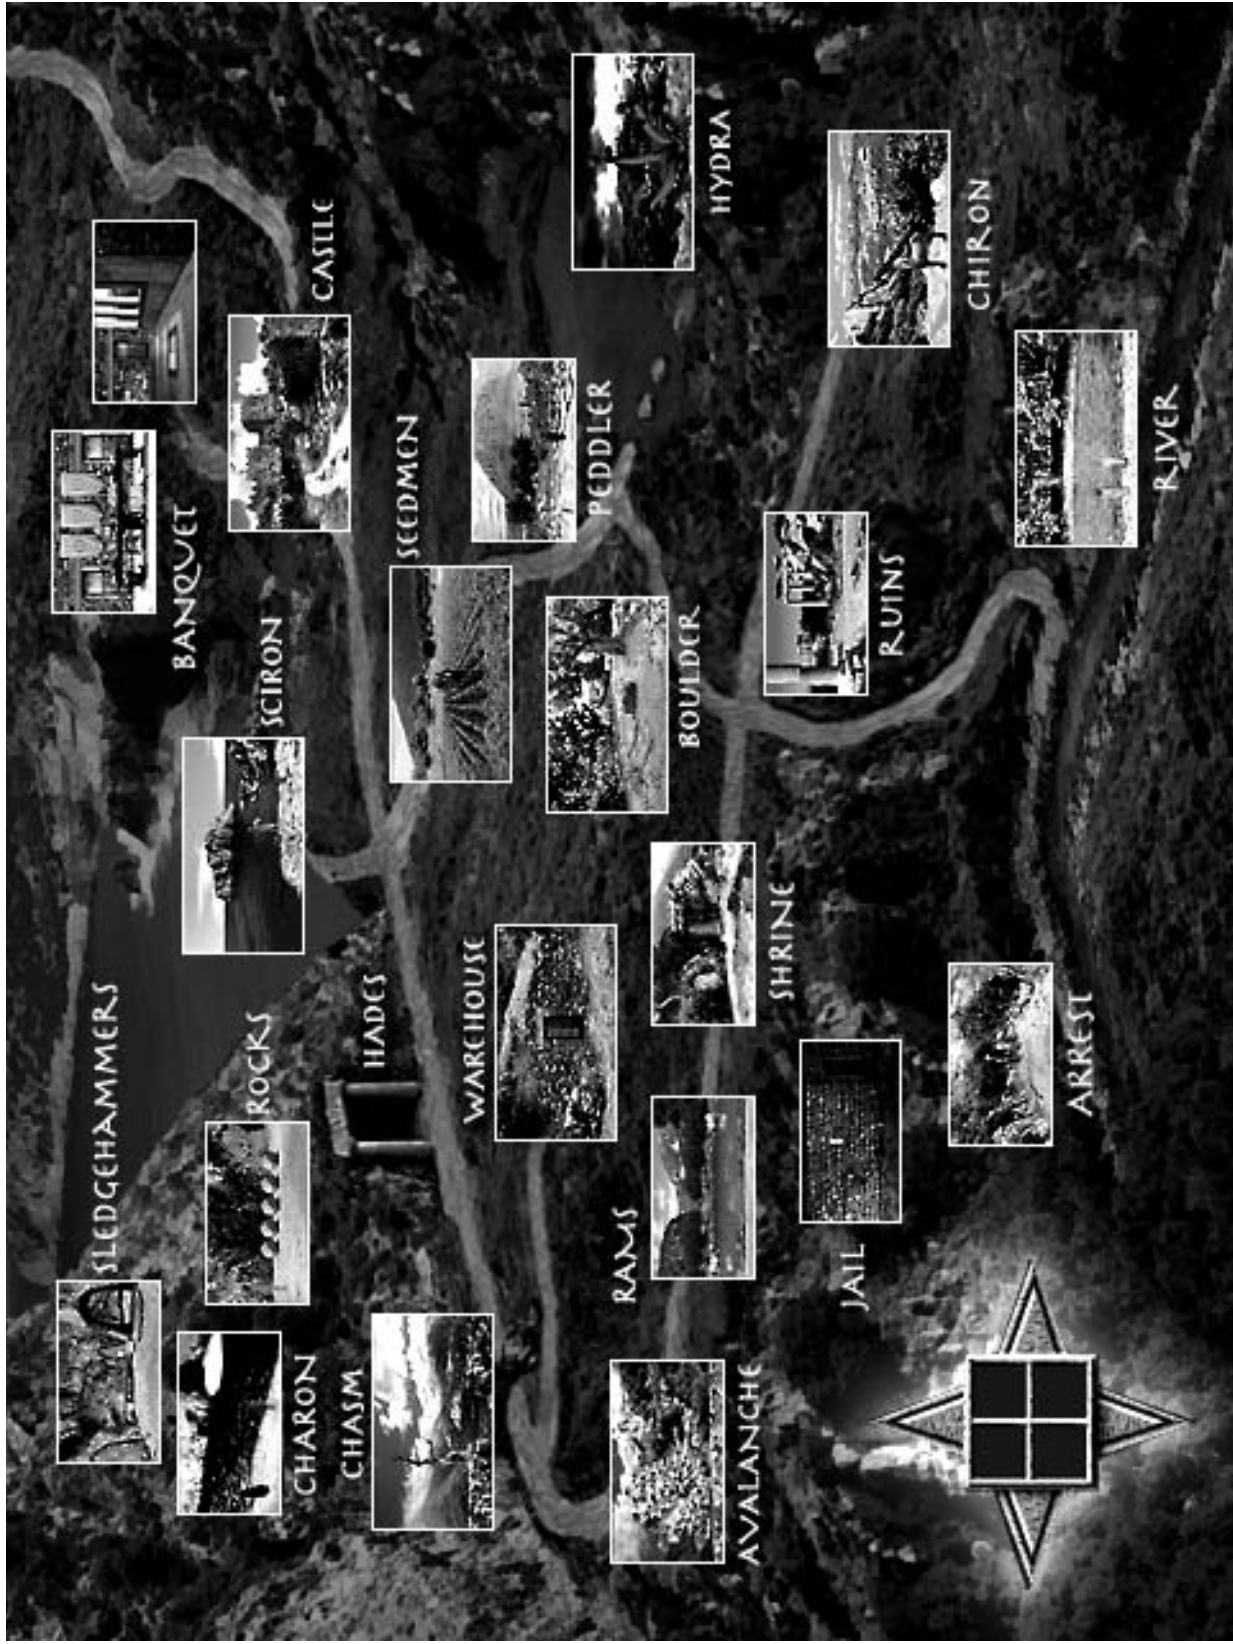 SLEDGEHAMMERS
BANQUET
ROCKS
SCIRON
CHARON
CASTLE
CHASM
HADES
SEEDMEN
WAREHOUSE
PEDDLER
RAMS
BOULDER
HYDRA
AVALANCHE
SHRINE
JAIL
RUINS
CHIRON
ARREST
RIVER